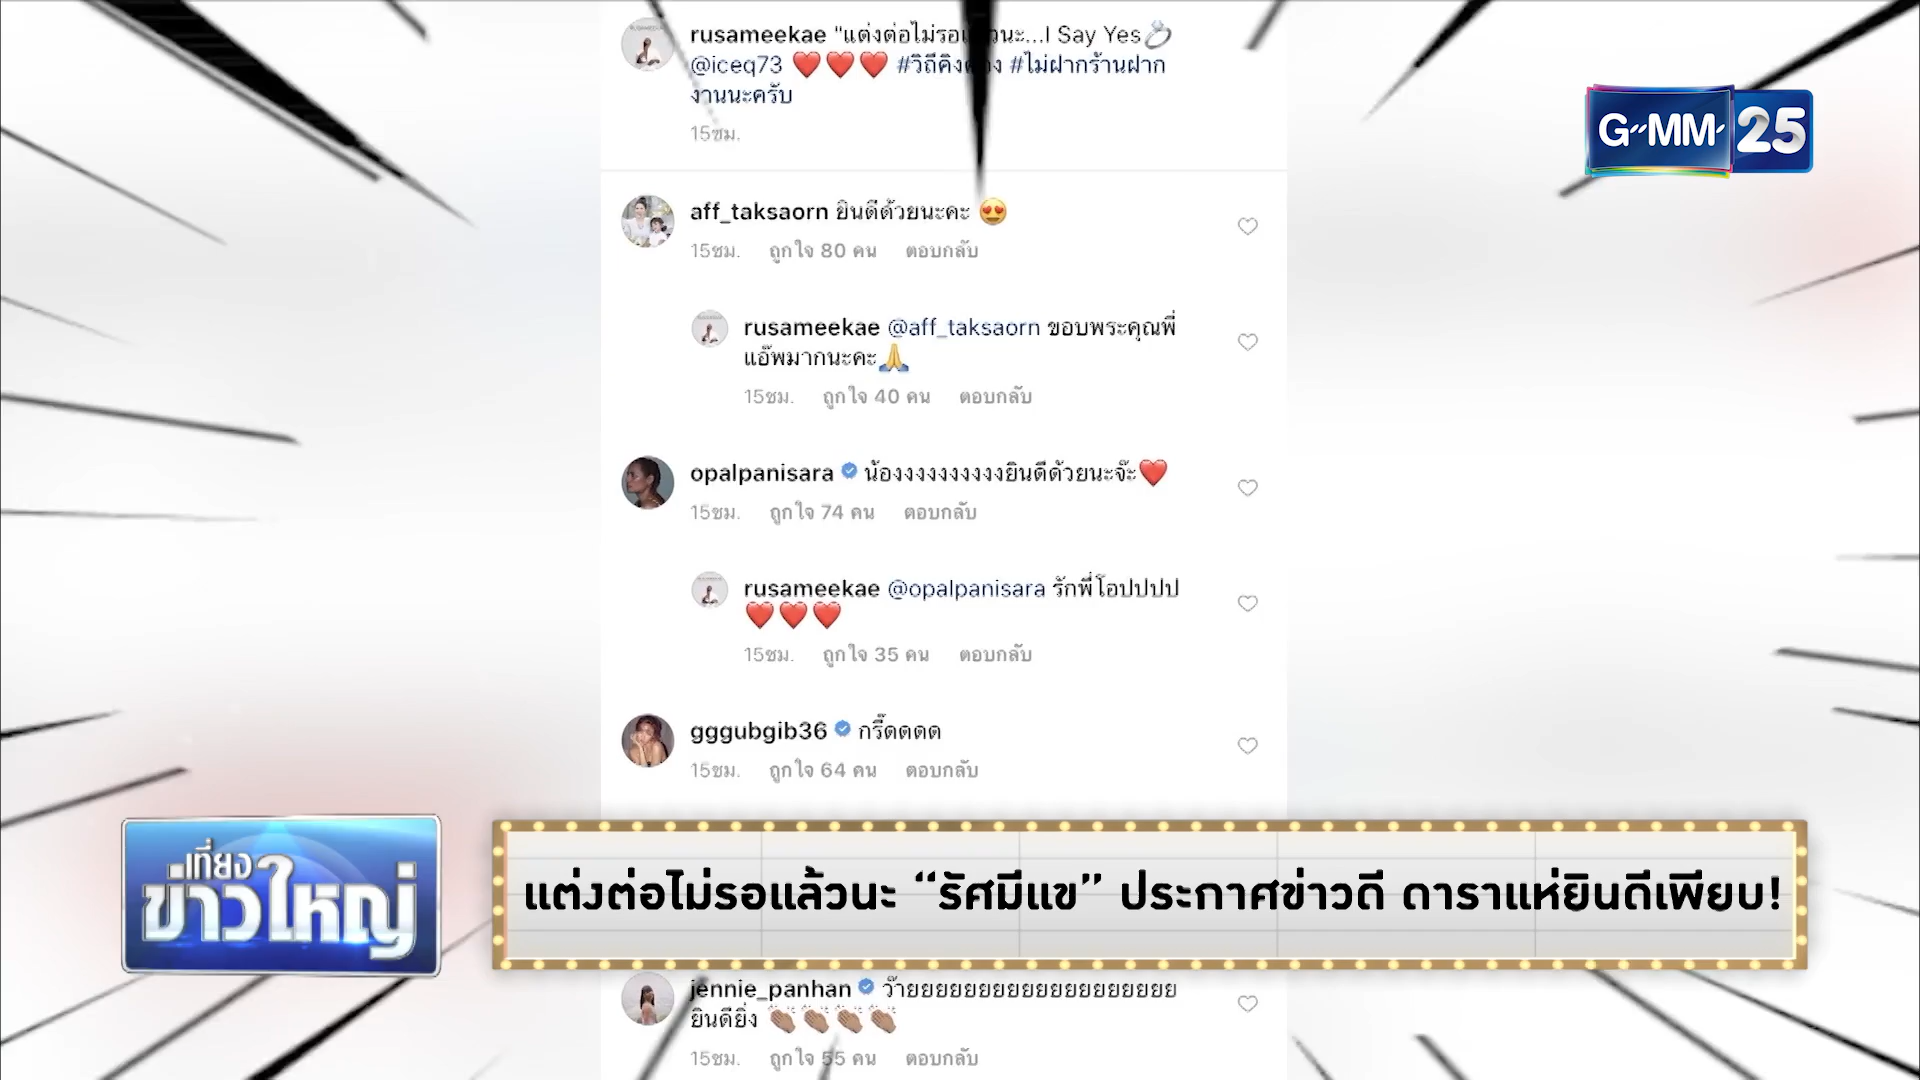 rusameekae "แต่งต่อไม่รอแล้วนะ...I Say Yes💍
@iceq73 ❤️❤️❤️ #วิถีคิงตอง #ไม่ฝากร้านฝาก
งานนะครับ
15ชม.
GMM 25
aff_taksaorn ยินดีด้วยนะคะ 😍
15ชม. ถูกใจ 80 คน ตอบกลับ
rusameekae @aff_taksaorn ขอบพระคุณพี่
แอ๊พมากนะคะ🙏
15ชม. ถูกใจ 40 คน ตอบกลับ
opalpanisara น้องงงงงงงงงงงยินดีด้วยนะจ๊ะ❤️
15ชม. ถูกใจ 74 คน ตอบกลับ
rusameekae @opalpanisara รักพี่โอปปปป
❤️❤️❤️
15ชม. ถูกใจ 35 คน ตอบกลับ
gggubgib36 กรี๊ดดดด
15ชม. ถูกใจ 64 คน ตอบกลับ
เที่ยง
ข่าวใหญ่
แต่งต่อไม่รอแล้วนะ “รัศมีแข” ประกาศข่าวดี ดาราแห่ยินดีเพียบ!
jennie_panhan ว๊ายยยยยยยยยยยยยยยยยยยย
ยินดียิ่ง 👏🏽👏🏽👏🏽👏🏽
15ชม. ถูกใจ 55 คน ตอบกลับ